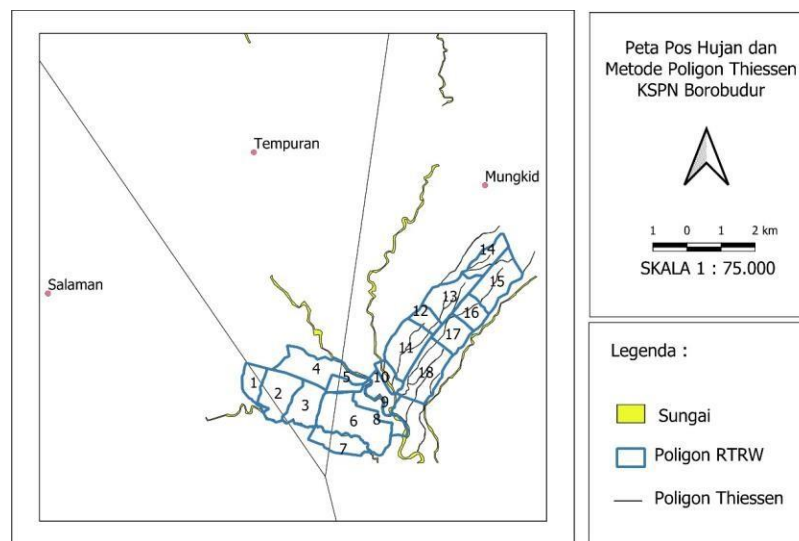 Tempuran
Mungkid
Salaman
14
15
13
12
16
11
17
18
4
5
10
1
2
3
9
6
8
7
Peta Pos Hujan dan
Metode Poligon Thiessen
KSPN Borobudur
1 0 1 2 km
SKALA 1 : 75.000
Legenda :
Sungai
Poligon RTRW
Poligon Thiessen